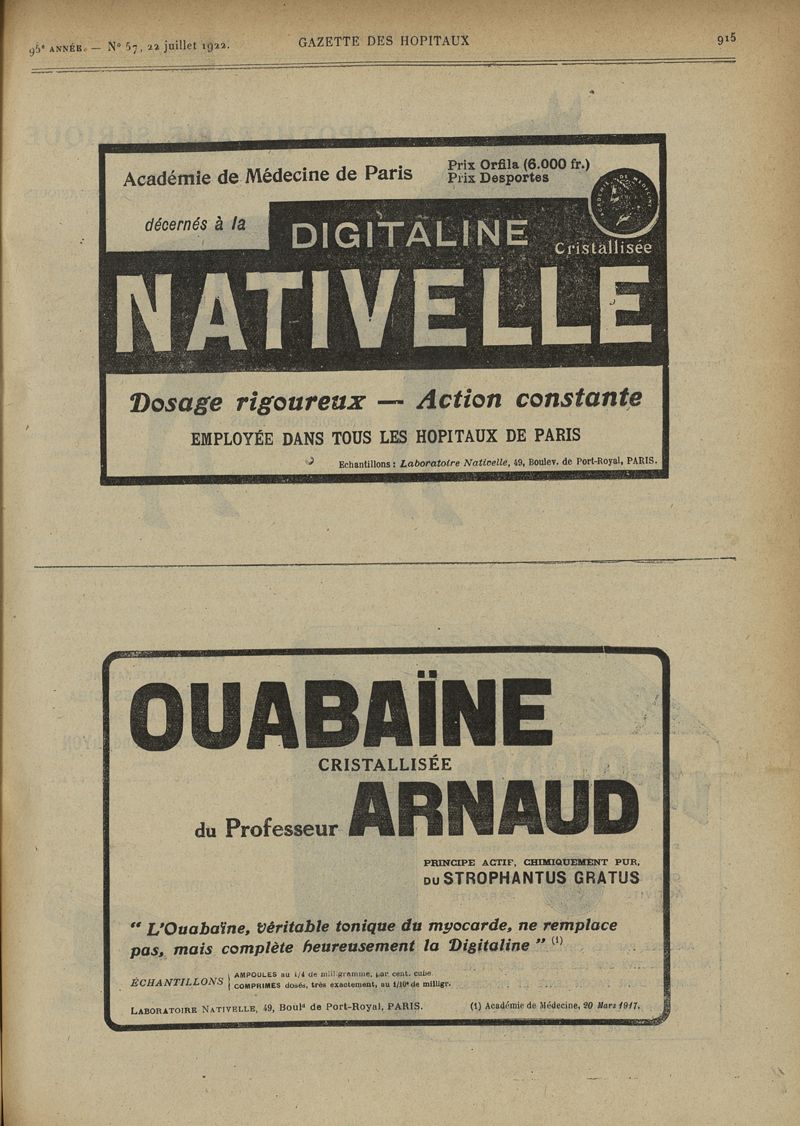 95e ANNÉE. — No 57, 22 juillet 1922.
GAZETTE DES HOPITAUX
915
Académie de Médecine de Paris
Prix Orfila (6.000 fr.)
Prix Desportes
décernés à la
DIGITALINE
Cristallisée
NATIVELLE
Dosage rigoureux — Action constante
EMPLOYÉE DANS TOUS LES HOPITAUX DE PARIS
Echantillons : Laboratoire Nativelle, 49, Boulev. de Port-Royal, PARIS.
OUABAÏNE
CRISTALLISÉE
du Professeur ARNAUD
PRINCIPE ACTIF, CHIMIQUEMENT PUR,
DU STROPHANTUS GRATUS
“ L'Ouabaïne, véritable tonique du myocarde, ne remplace
pas, mais complète heureusement la Digitaline ” (1)
ÉCHANTILLONS
AMPOULES au 1/4 de milligramme, par cent. cube.
COMPRIMÉS dosés, très exactement, au 1/10e de milligr.
LABORATOIRE NATIVELLE, 49, Bould de Port-Royal, PARIS.
(1) Académie de Médecine, 20 Mars 1917.